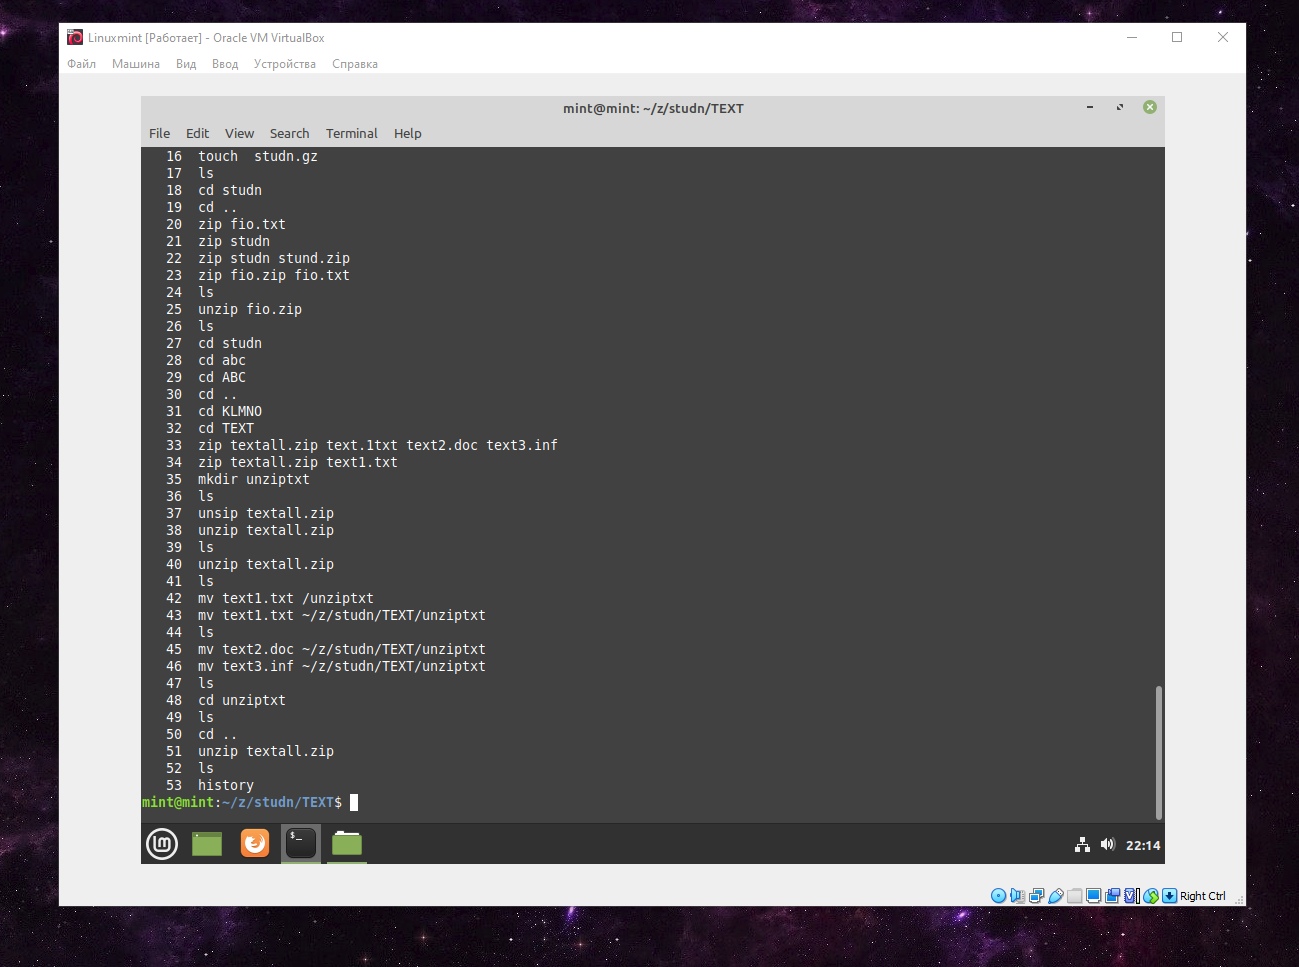 Linuxmint [Работает] - Oracle VM VirtualBox
Файл Машина Вид Ввод Устройства Справка
mint@mint: ~/z/studn/TEXT
File Edit View Search Terminal Help
16 touch  studn.gz
17 ls
18 cd studn
19 cd ..
20 zip fio.txt
21 zip studn
22 zip studn stund.zip
23 zip fio.zip fio.txt
24 ls
25 unzip fio.zip
26 ls
27 cd studn
28 cd abc
29 cd ABC
30 cd ..
31 cd KLMNO
32 cd TEXT
33 zip textall.zip text.1txt text2.doc text3.inf
34 zip textall.zip text1.txt
35 mkdir unziptxt
36 ls
37 unsip textall.zip
38 unzip textall.zip
39 ls
40 unzip textall.zip
41 ls
42 mv text1.txt /unziptxt
43 mv text1.txt ~/z/studn/TEXT/unziptxt
44 ls
45 mv text2.doc ~/z/studn/TEXT/unziptxt
46 mv text3.inf ~/z/studn/TEXT/unziptxt
47 ls
48 cd unziptxt
49 ls
50 cd ..
51 unzip textall.zip
52 ls
53 history
mint@mint:~/z/studn/TEXT$
22:14
Right Ctrl